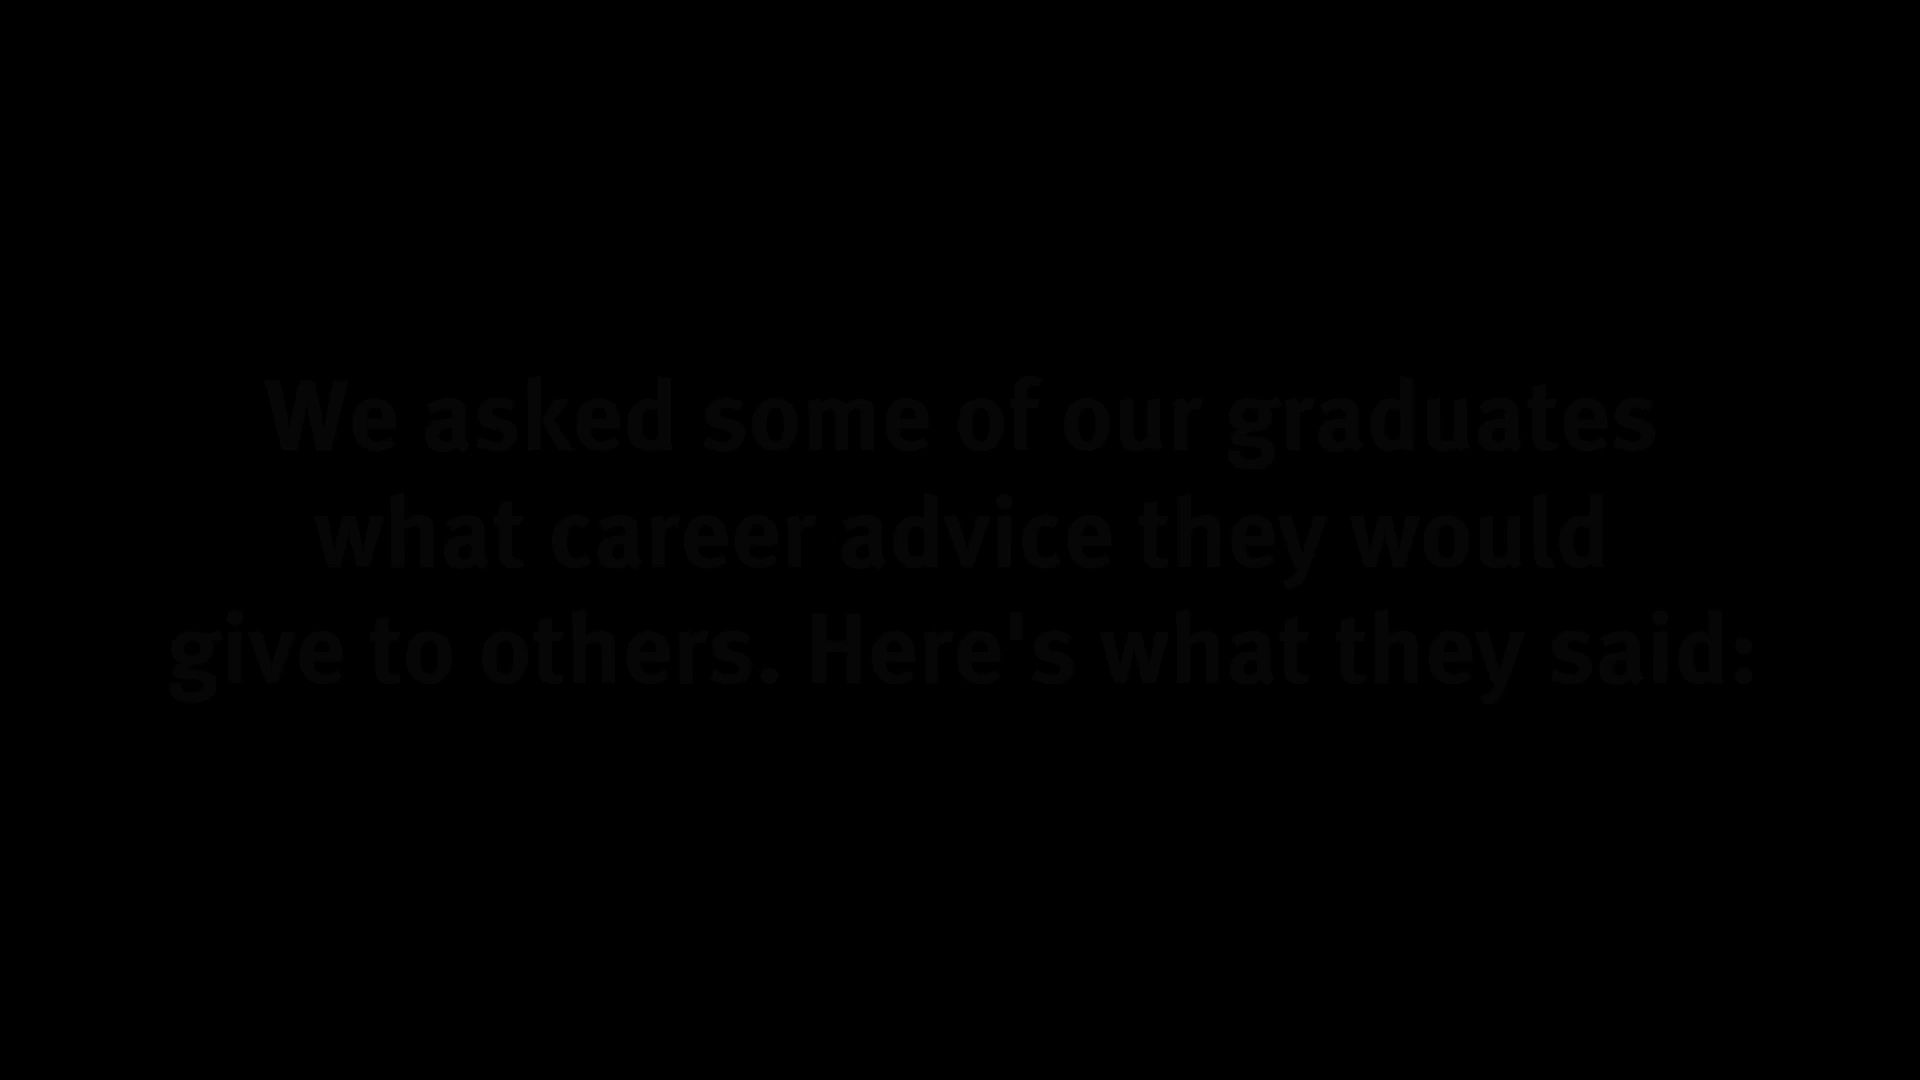 We asked some of our graduates
what career advice they would
give to others. Here's what they said: